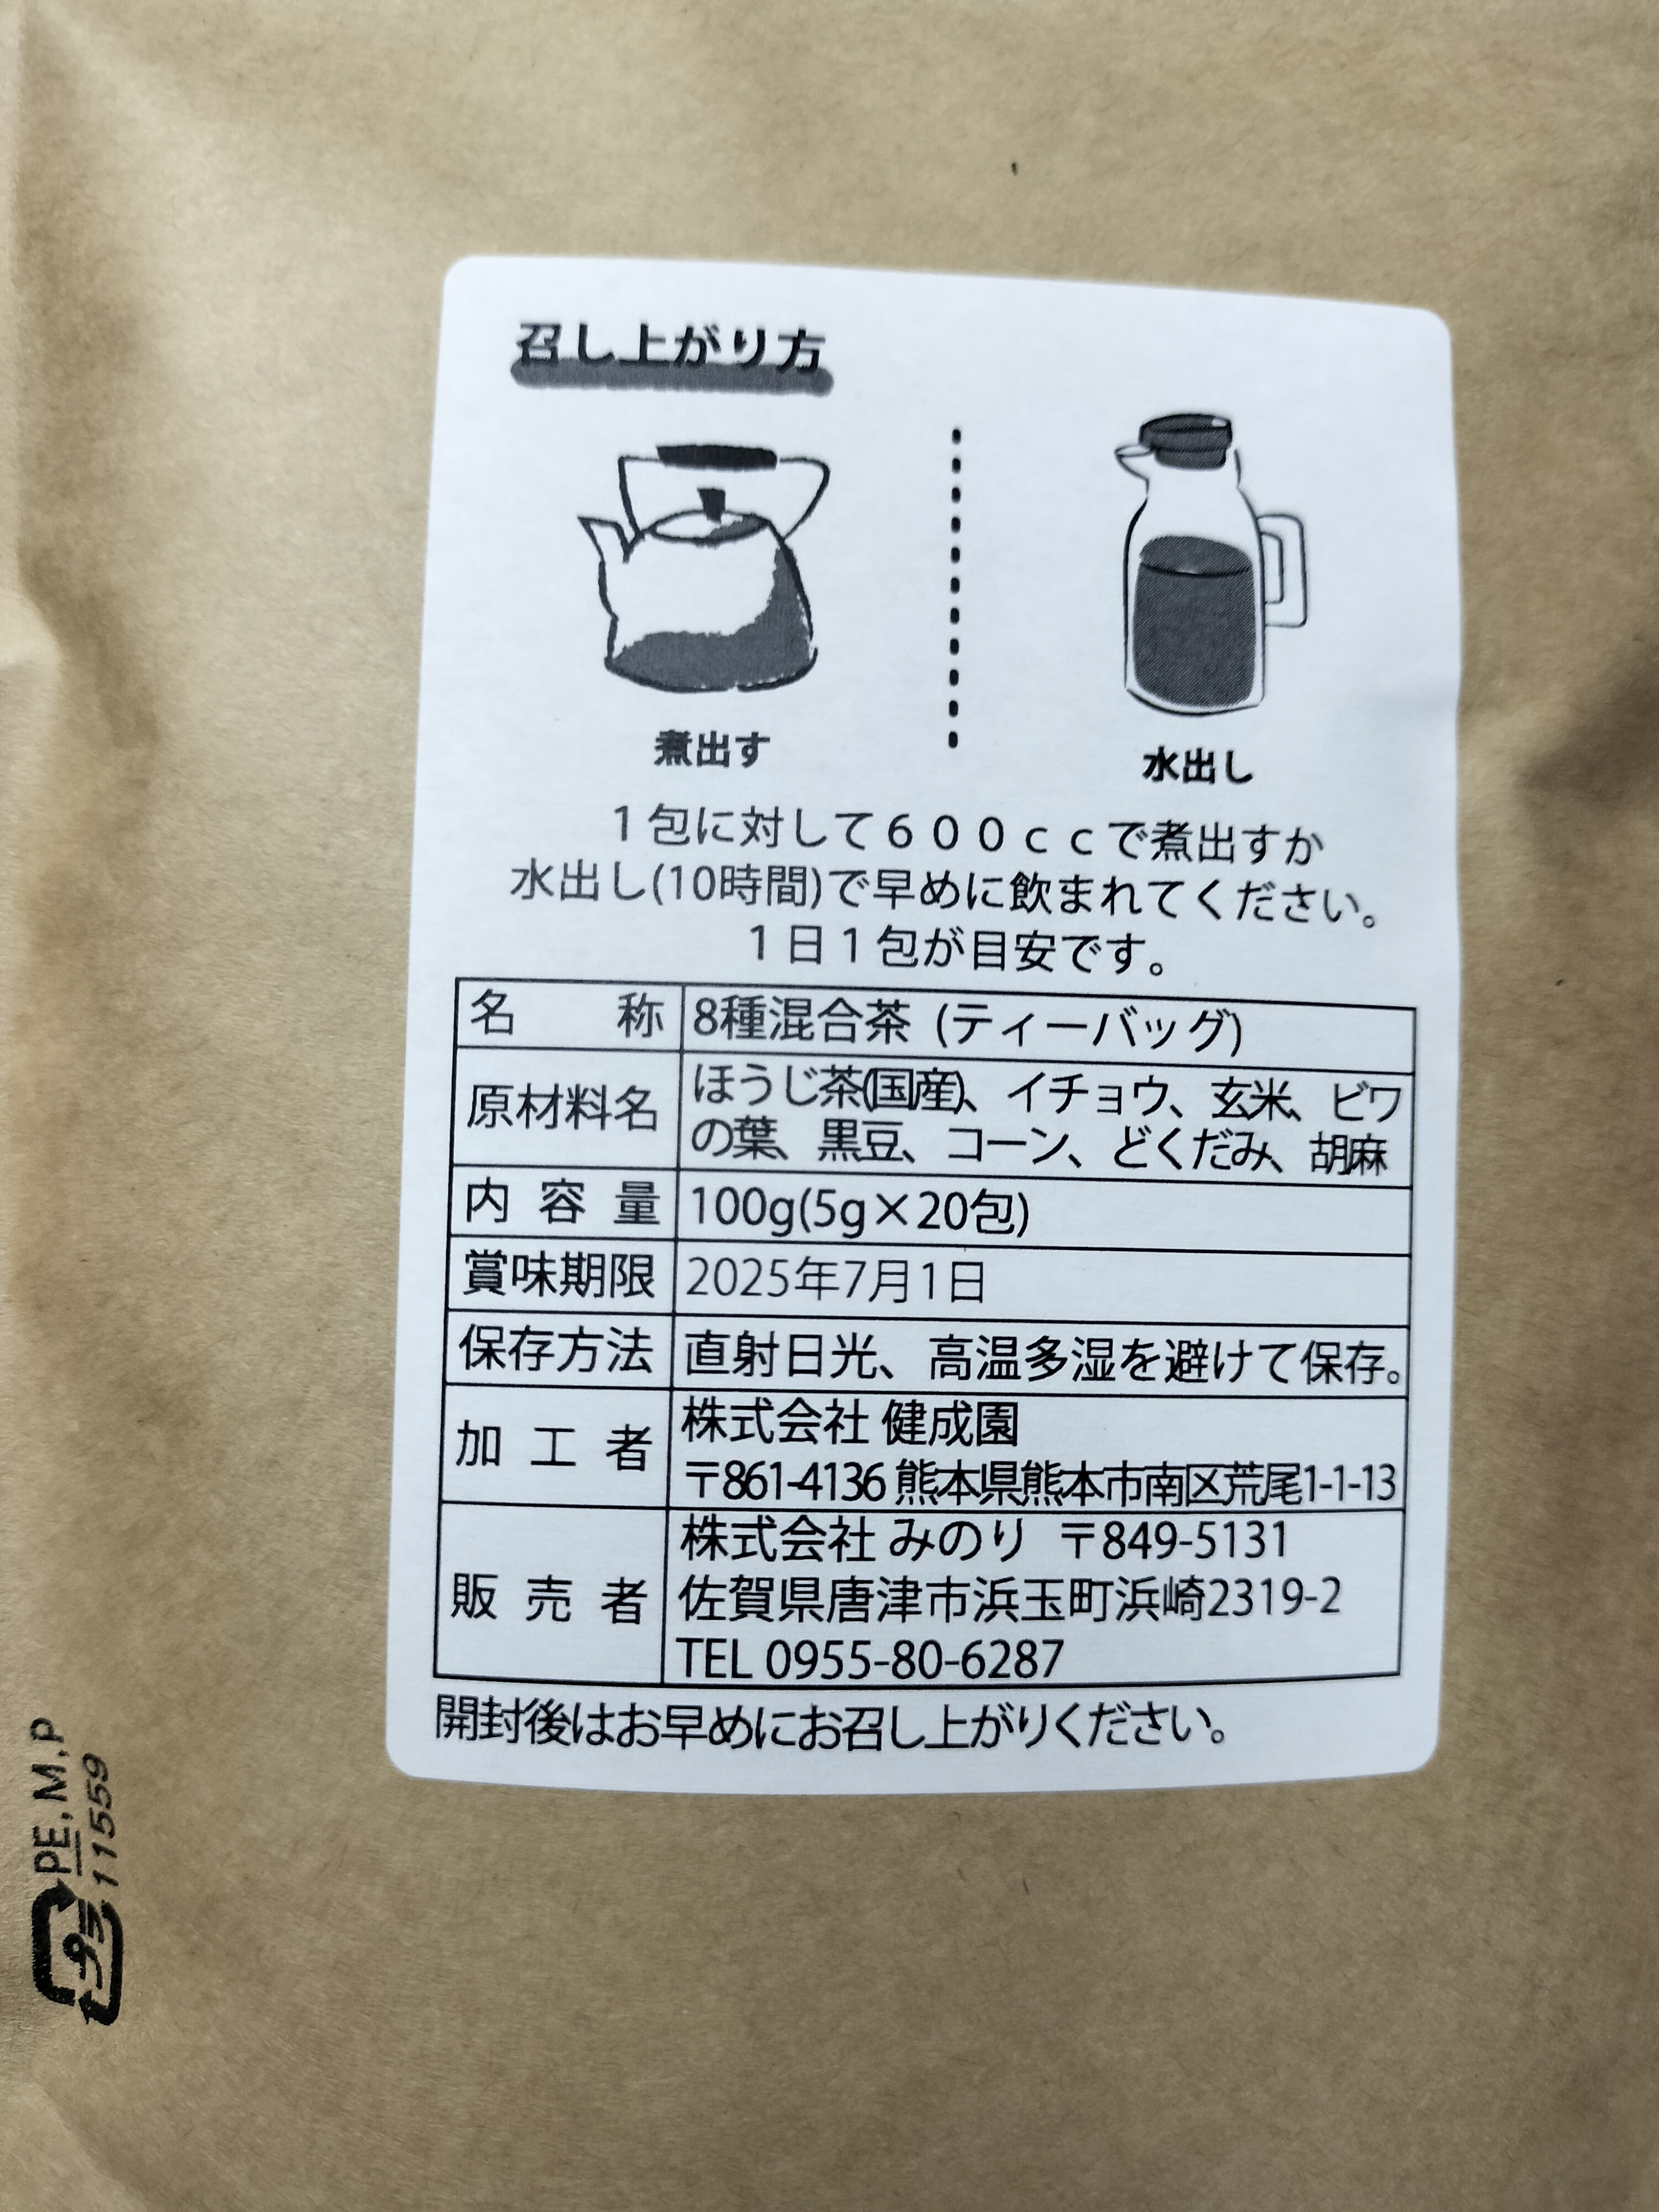 召し上がり方
煮出す
水出し
１包に対して６００ｃｃで煮出すか
水出し(10時間)で早めに飲まれてください。
１日１包が目安です。
名称 8種混合茶 (ティーバッグ)
原材料名 ほうじ茶(国産)、イチョウ、玄米、ビワ
の葉、黒豆、コーン、どくだみ、胡麻
内容量 100g(5g×20包)
賞味期限 2025年7月1日
保存方法 直射日光、高温多湿を避けて保存。
加工者 株式会社 健成園
〒861-4136 熊本県熊本市南区荒尾1-1-13
販売者 株式会社 みのり 〒849-5131
佐賀県唐津市浜玉町浜崎2319-2
TEL 0955-80-6287
開封後はお早めにお召し上がりください。
プラ
PE,M,P
11559